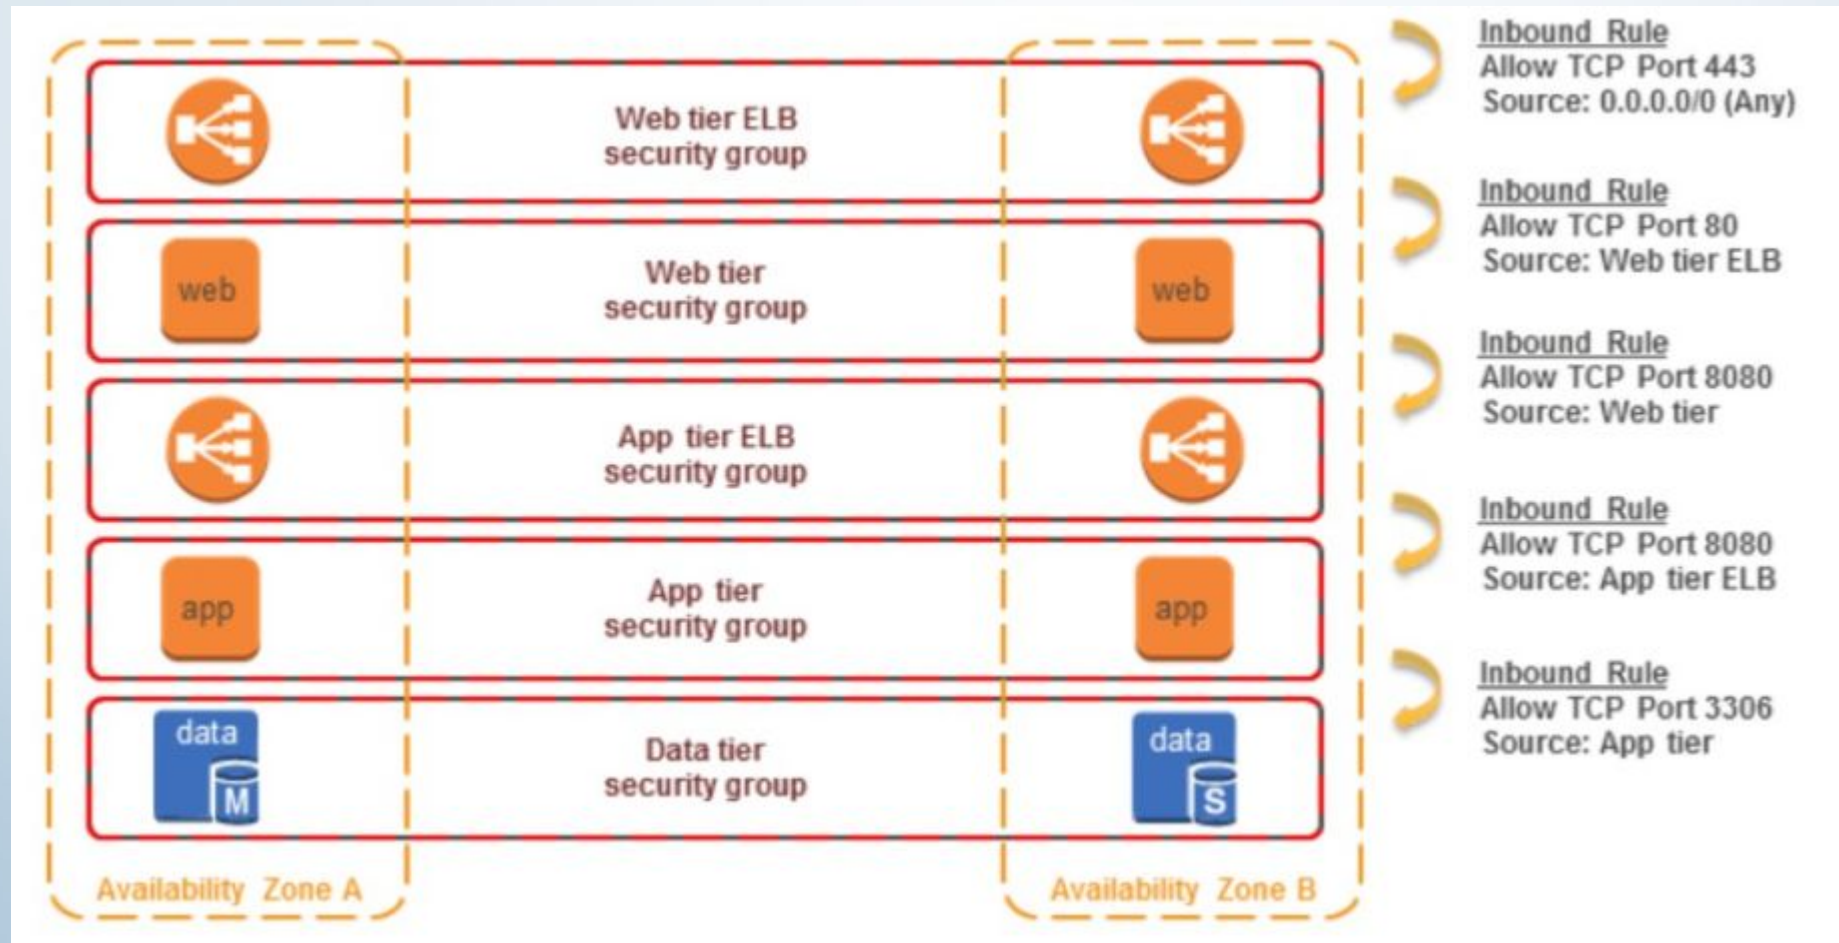 Inbound Rule
Allow TCP Port 443
Source: 0.0.0.0/0 (Any)
Web tier ELB
security group
Inbound Rule
Allow TCP Port 80
Source: Web tier ELB
web
Web tier
security group
web
Inbound Rule
Allow TCP Port 8080
Source: Web tier
App tier ELB
security group
Inbound Rule
Allow TCP Port 8080
Source: App tier ELB
app
App tier
security group
app
Inbound Rule
Allow TCP Port 3306
Source: App tier
data
M
Data tier
security group
data
S
Availability Zone A
Availability Zone B